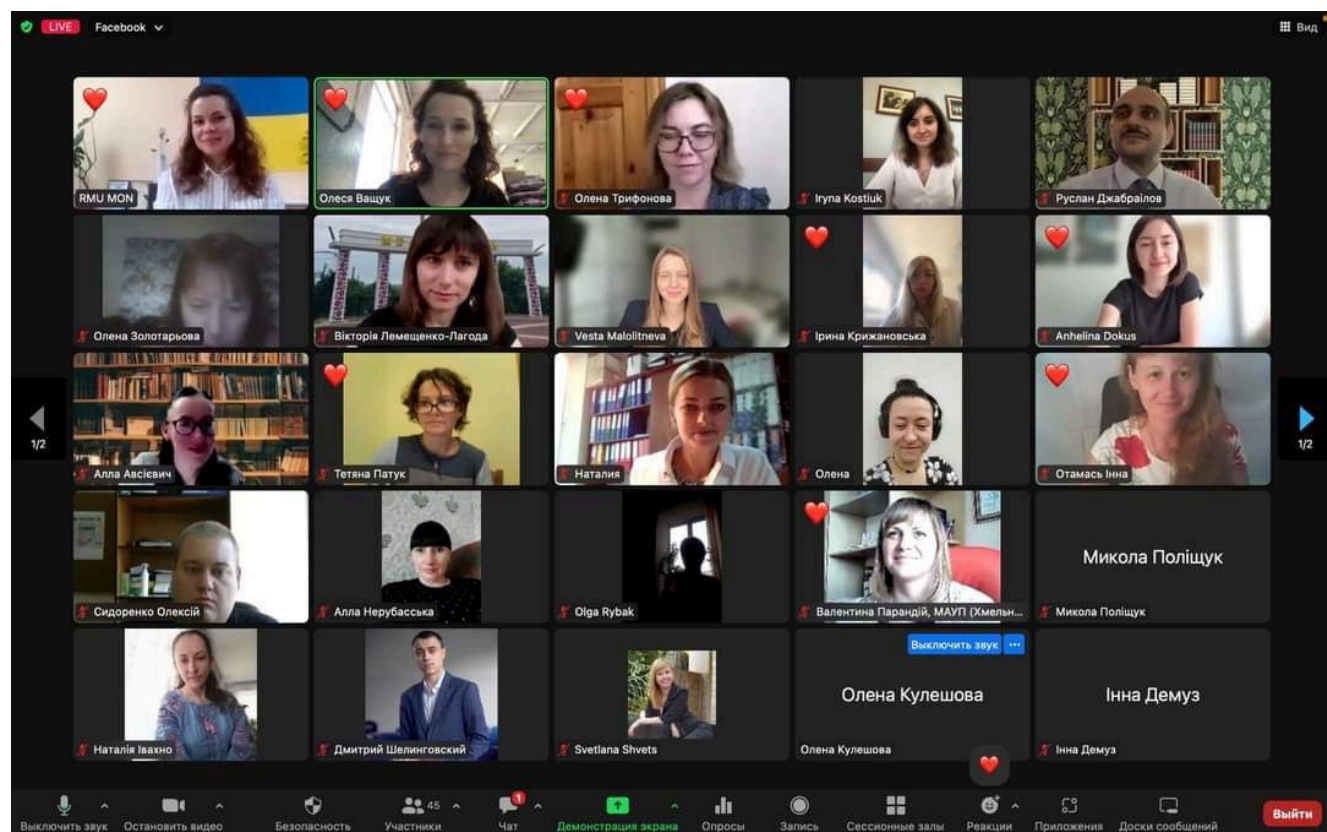 LIVE
Facebook
Вид
RMU MON
Олеся Ващук
Олена Трифонова
Iryna Kostiuk
Руслан Джабраілов
Олена Золотарьова
Вікторія Лемещенко-Лагода
Vesta Malolitneva
Ірина Крижановська
Anhelina Dokus
1/2
1/2
Алла Авсієвич
Тетяна Патук
Наталия
Олена
Отамась Інна
Микола Поліщук
Сидоренко Олексій
Алла Нерубасська
Olga Rybak
Валентина Парандій, МАУП (Хмельн...
Микола Поліщук
Выключить звук ...
Олена Кулешова
Інна Демуз
Наталія Івахно
Дмитрий Шелинговский
Svetlana Shvets
Олена Кулешова
Інна Демуз
45
1
Выключить звук
Остановить видео
Безопасность
Участники
Чат
Демонстрация экрана
Опросы
Запись
Сессионные залы
Реакции
Приложения
Доски сообщений
Выйти